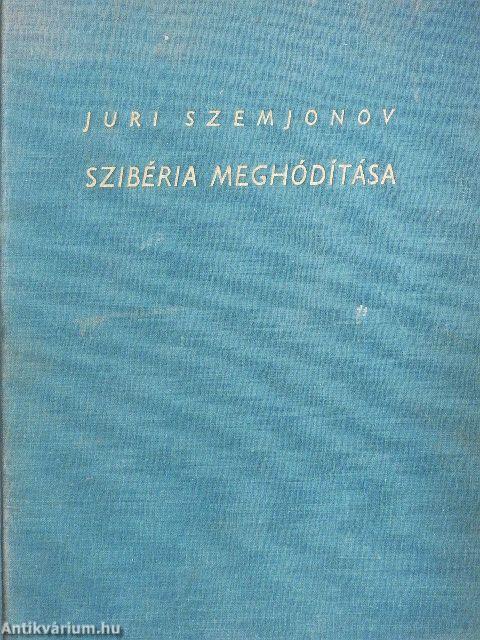 JURI SZEMJONOV
SZIBÉRIA MEGHÓDÍTÁSA
Antikvárium.hu